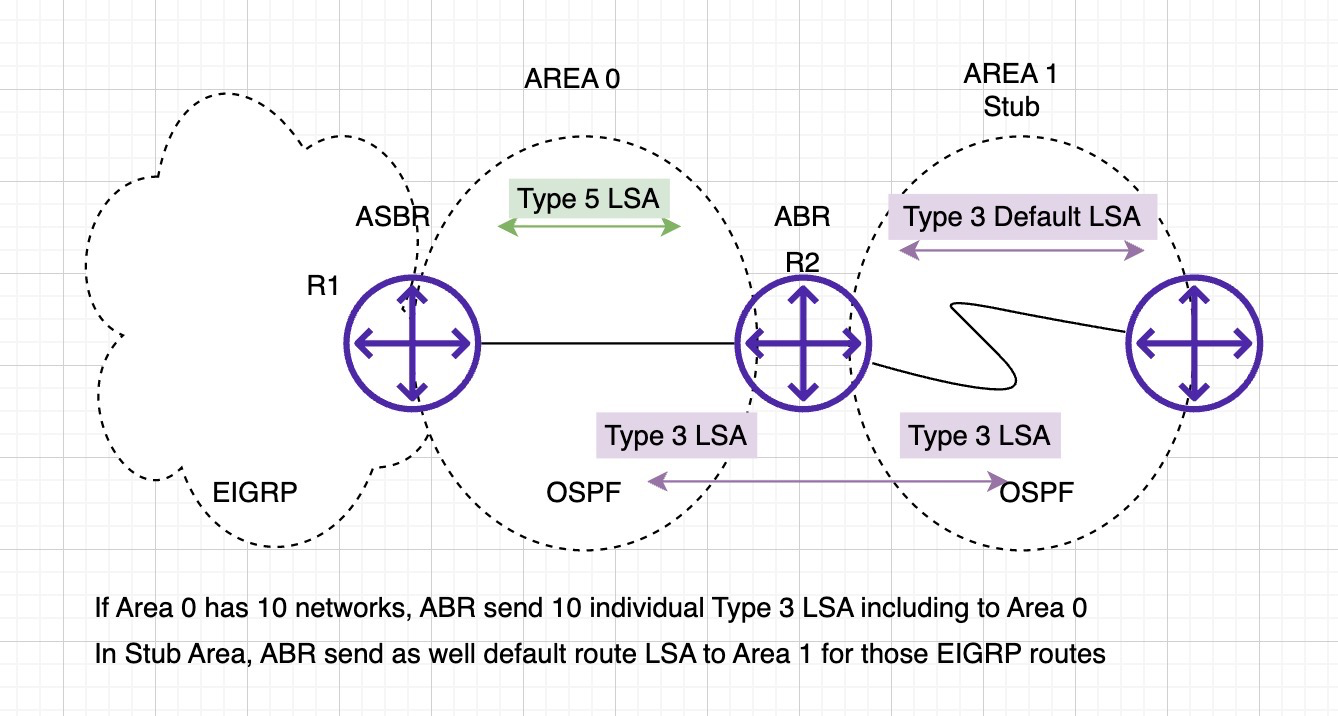 AREA 0
AREA 1
Stub
Type 5 LSA
Type 3 Default LSA
ASBR
ABR
R1
R2
Type 3 LSA
Type 3 LSA
EIGRP
OSPF
OSPF
If Area 0 has 10 networks, ABR send 10 individual Type 3 LSA including to Area 0
In Stub Area, ABR send as well default route LSA to Area 1 for those EIGRP routes